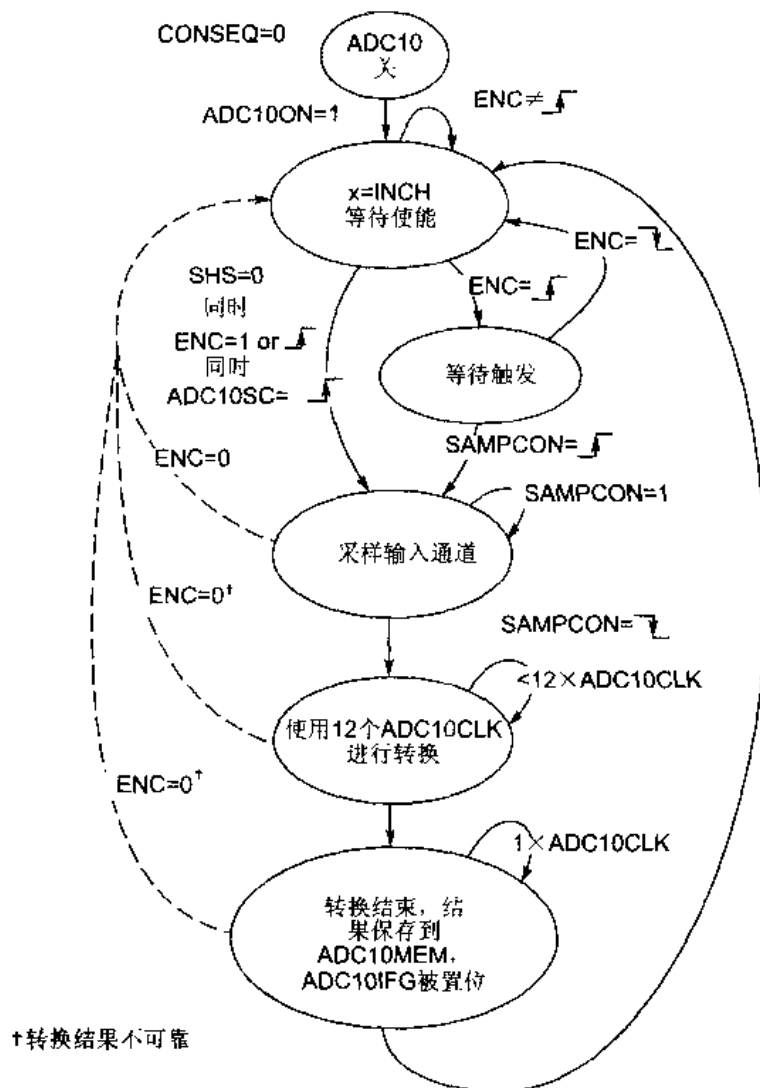 CONSEQ=0
ADC10
关
ADC10ON=1
ENC≠
x=INCH
等待使能
ENC=
SHS=0
同时
ENC=
ENC=1 or
同时
ADC10SC=
等待触发
SAMPCON=
ENC=0
SAMPCON=1
采样输入通道
ENC=0†
SAMPCON=
<12×ADC10CLK
使用12个ADC10CLK
进行转换
ENC=0†
1×ADC10CLK
转换结束，结
果保存到
ADC10MEM，
ADC10IFG被置位
†转换结果不可靠